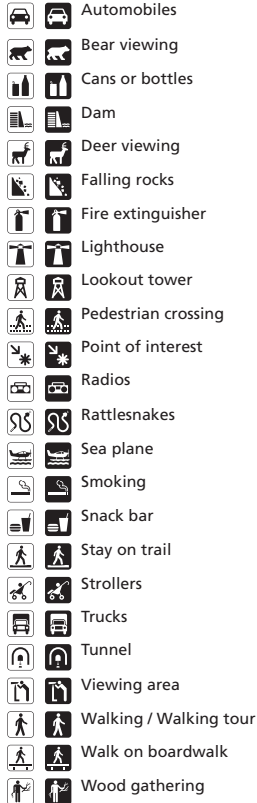 Automobiles
Bear viewing
Cans or bottles
Dam
Deer viewing
Falling rocks
Fire extinguisher
Lighthouse
Lookout tower
Pedestrian crossing
Point of interest
Radios
Rattlesnakes
Sea plane
Smoking
Snack bar
Stay on trail
Strollers
Trucks
Tunnel
Viewing area
Walking / Walking tour
Walk on boardwalk
Wood gathering